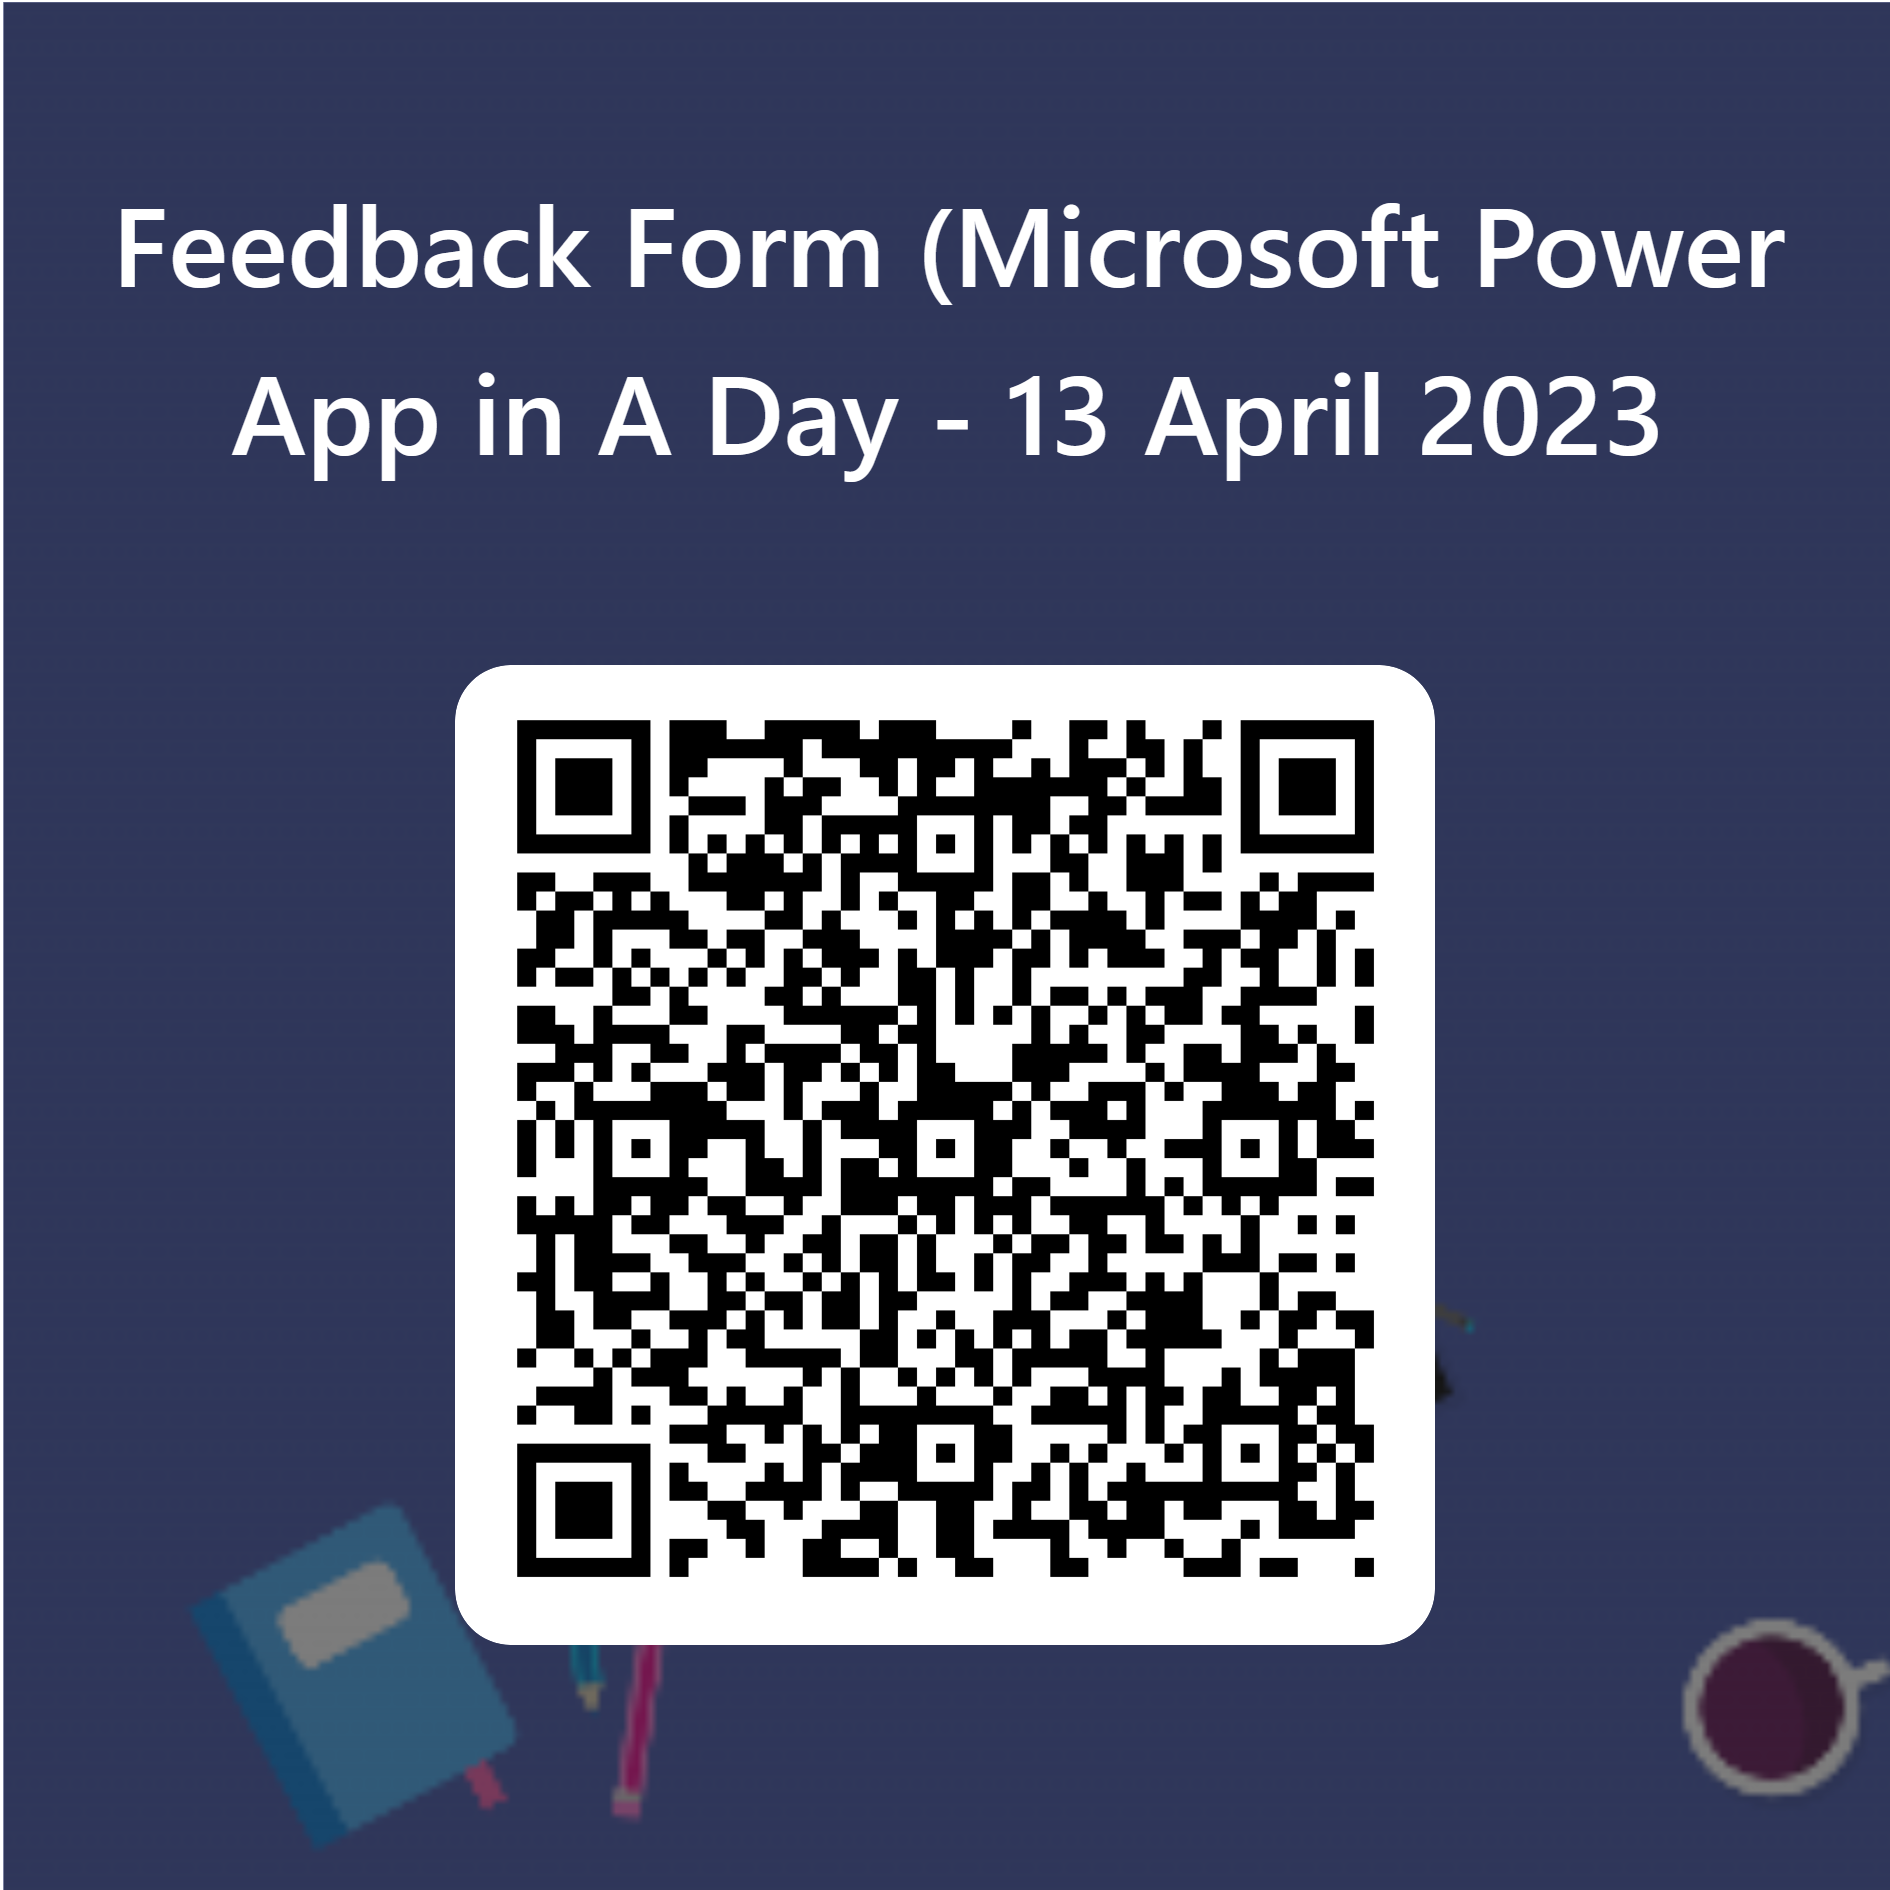 Feedback Form (Microsoft Power
App in A Day - 13 April 2023